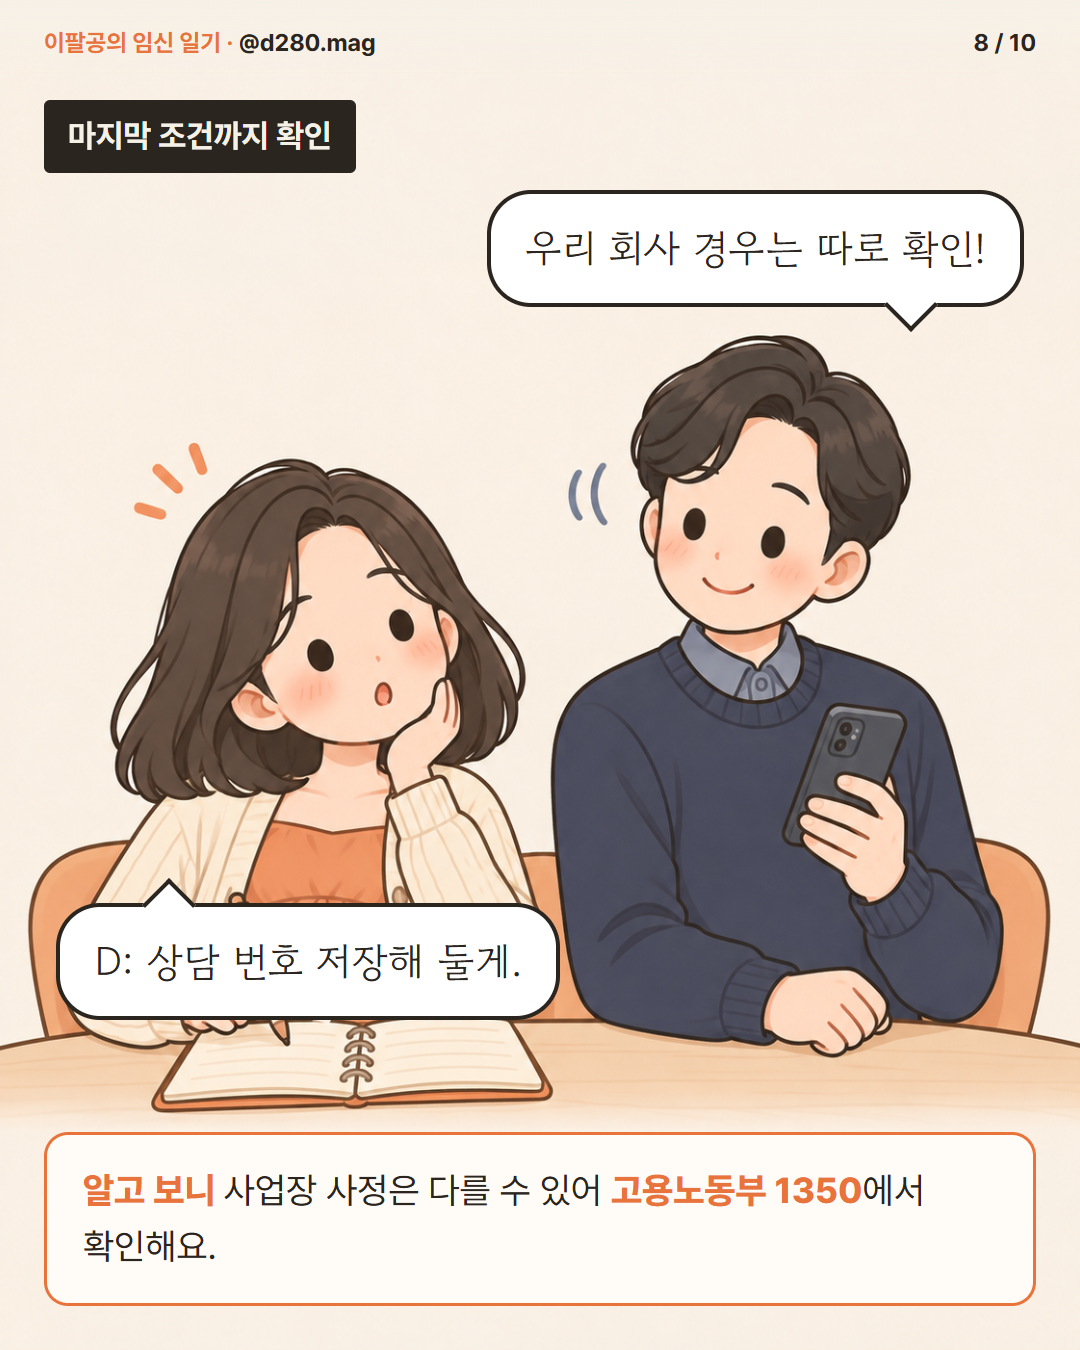 이팔공의 임신 일기 · @d280.mag
8 / 10
마지막 조건까지 확인
우리 회사 경우는 따로 확인!
D: 상담 번호 저장해 둘게.
알고 보니 사업장 사정은 다를 수 있어 고용노동부 1350에서
확인해요.